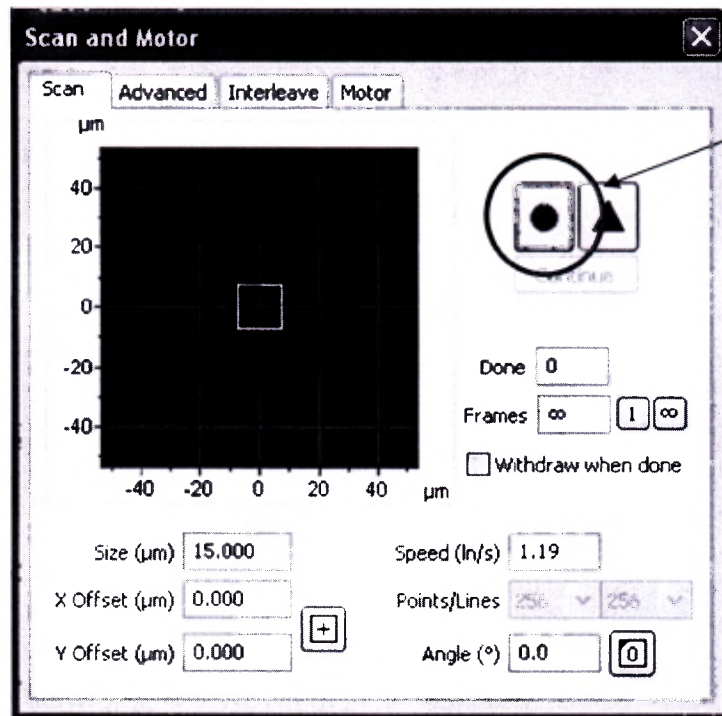 Scan and Motor
Scan Advanced Interleave Motor
µm
40
20
0
-20
-40
-40 -20 0 20 40 µm
Continue
Done 0
Frames ∞ 1 ∞
Withdraw when done
Size (µm) 15.000
Speed (ln/s) 1.19
X Offset (µm) 0.000
Points/Lines 256 256
Y Offset (µm) 0.000
Angle (°) 0.0 0